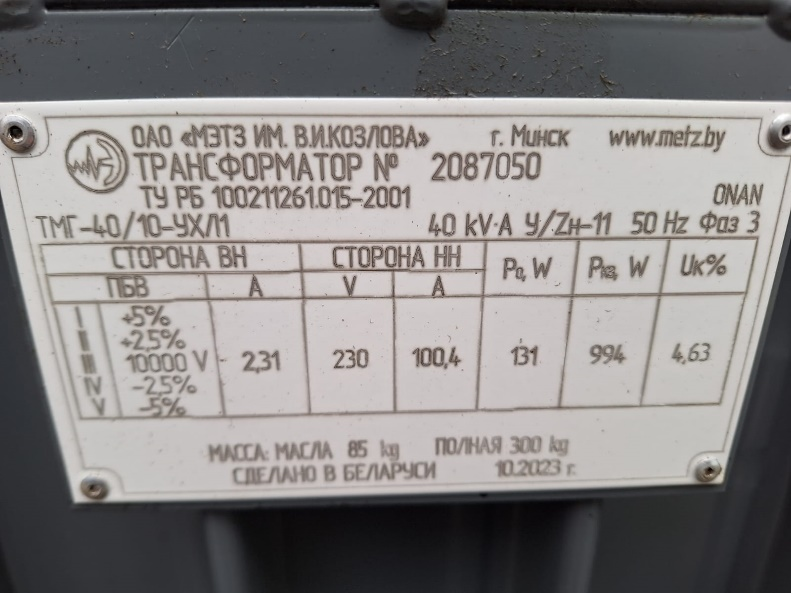 ОАО «МЭТЗ ИМ. В.И.КОЗЛОВА» г. Минск www.metz.by
ТРАНСФОРМАТОР № 2087050
ТУ РБ 100211261.015-2001 ONAN
ТМГ-40/10-УХЛ1 40 kV·A У/Zн-11 50 Hz Фаз 3
СТОРОНА ВН СТОРОНА НН P0, W Pкз, W Uк%
ПБВ A V A
I +5%
II +2,5%
III 10000 V 2,31 230 100,4 131 994 4,63
IV -2,5%
V -5%
МАССА: МАСЛА 85 kg ПОЛНАЯ 300 kg
СДЕЛАНО В БЕЛАРУСИ 10.2023 г.